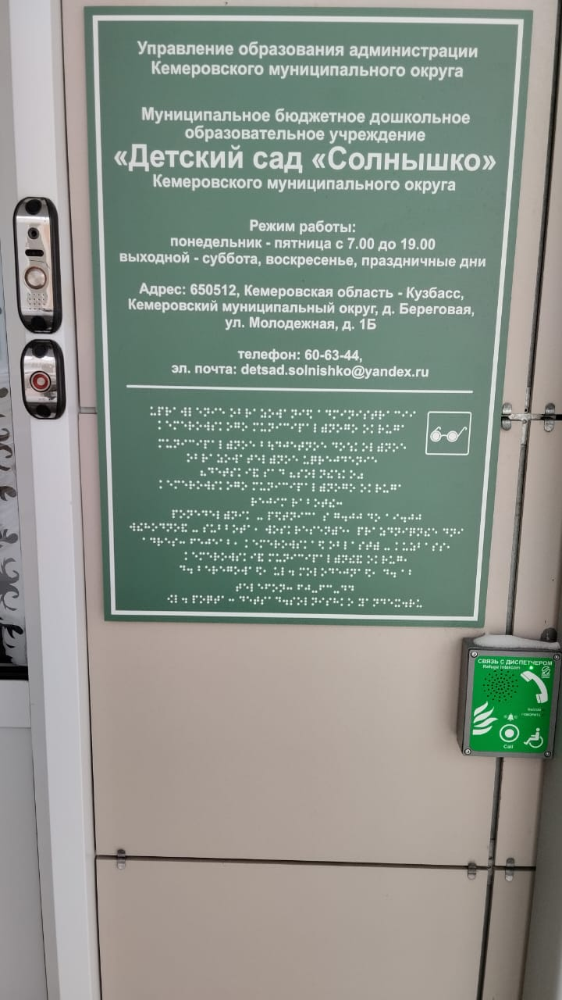 Управление образования администрации
Кемеровского муниципального округа
Муниципальное бюджетное дошкольное
образовательное учреждение
«Детский сад «Солнышко»
Кемеровского муниципального округа
Режим работы:
понедельник - пятница с 7.00 до 19.00
выходной - суббота, воскресенье, праздничные дни
Адрес: 650512, Кемеровская область - Кузбасс,
Кемеровский муниципальный округ, д. Береговая,
ул. Молодежная, д. 1Б
телефон: 60-63-44,
эл. почта: detsad.solnishko@yandex.ru
СВЯЗЬ С ДИСПЕТЧЕРОМ
Refuge Intercom
ВЫЗОВ
ГОВОРИТЬ
Call